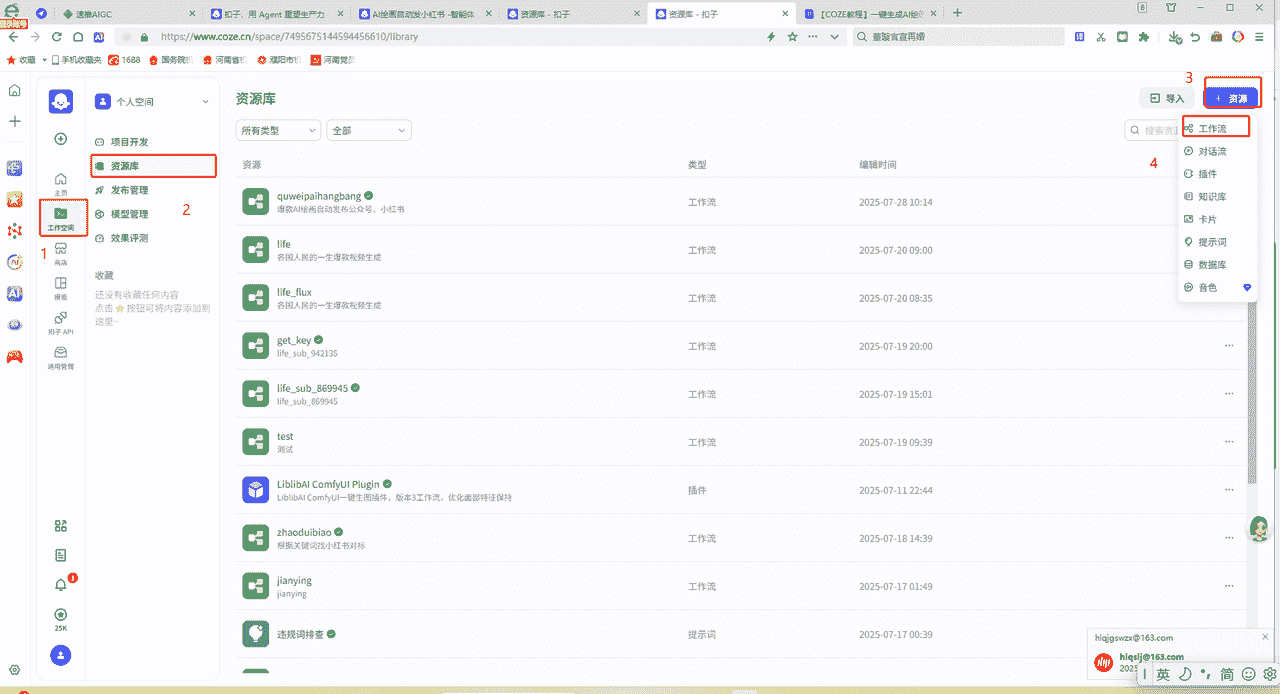 速推AIGC
扣子，用 Agent 重塑生产力
AI绘画自动发小红书 -智能体
资源库 - 扣子
资源库 - 扣子
【COZE教程】一键生成AI绘
6
https://www.coze.cn/space/7495675144594456610/library
董璇官宣再婚
收藏
手机收藏夹
1688
国务院
河南省
濮阳市
河南党员
个人空间
项目开发
资源库
发布管理
模型管理
效果评测
收藏
还没有收藏任何内容
点击
按钮可将内容添加到
这里~
主页
工作空间
商店
模板
扣子 API
通用管理
1
25K
1
2
3
4
资源库
导入
+ 资源
所有类型
全部
资源
类型
编辑时间
工作流
对话流
插件
知识库
卡片
提示词
数据库
音色
quweipaihangbang
爆款AI绘画自动发布公众号、小红书
工作流
2025-07-28 10:14
life
各国人民的一生爆款视频生成
工作流
2025-07-20 09:00
life_flux
各国人民的一生爆款视频生成
工作流
2025-07-20 08:35
get_key
life_sub_942135
工作流
2025-07-19 20:00
life_sub_869945
life_sub_869945
工作流
2025-07-19 15:01
test
测试
工作流
2025-07-19 09:39
LiblibAI ComfyUI Plugin
LiblibAI ComfyUI一键生图插件，版本3工作流，优化面部特征保持
插件
2025-07-11 22:44
zhaoduibiao
根据关键词找小红书对标
工作流
2025-07-18 14:39
jianying
jianying
工作流
2025-07-17 01:49
违规词排查
提示词
2025-07-17 00:39
hlqjgswzx@163.com
hlqslj@163.com
英
简